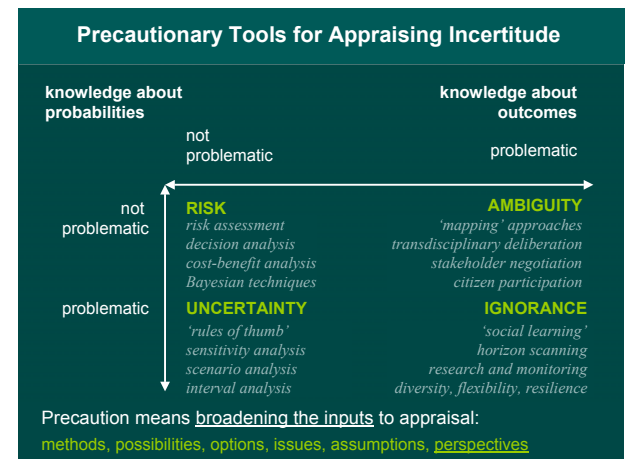 Precautionary Tools for Appraising Incertitude
knowledge about
probabilities
knowledge about
outcomes
not
problematic
problematic
not
problematic
RISK
risk assessment
decision analysis
cost-benefit analysis
Bayesian techniques
AMBIGUITY
‘mapping’ approaches
transdisciplinary deliberation
stakeholder negotiation
citizen participation
problematic
UNCERTAINTY
‘rules of thumb’
sensitivity analysis
scenario analysis
interval analysis
IGNORANCE
‘social learning’
horizon scanning
research and monitoring
diversity, flexibility, resilience
Precaution means broadening the inputs to appraisal:
methods, possibilities, options, issues, assumptions, perspectives